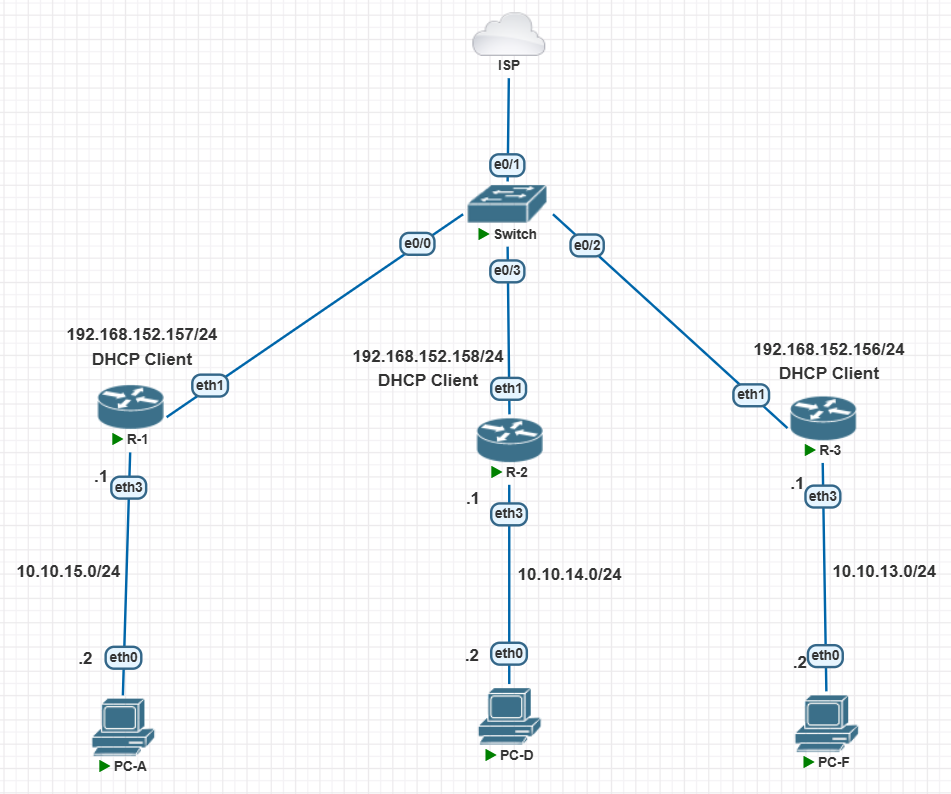 ISP
e0/1
Switch
e0/0
e0/2
e0/3
192.168.152.157/24
DHCP Client
192.168.152.158/24
DHCP Client
192.168.152.156/24
DHCP Client
eth1
eth1
eth1
R-1
R-2
R-3
.1
eth3
.1
eth3
.1
eth3
10.10.15.0/24
10.10.14.0/24
10.10.13.0/24
.2
eth0
.2
eth0
.2
eth0
PC-A
PC-D
PC-F